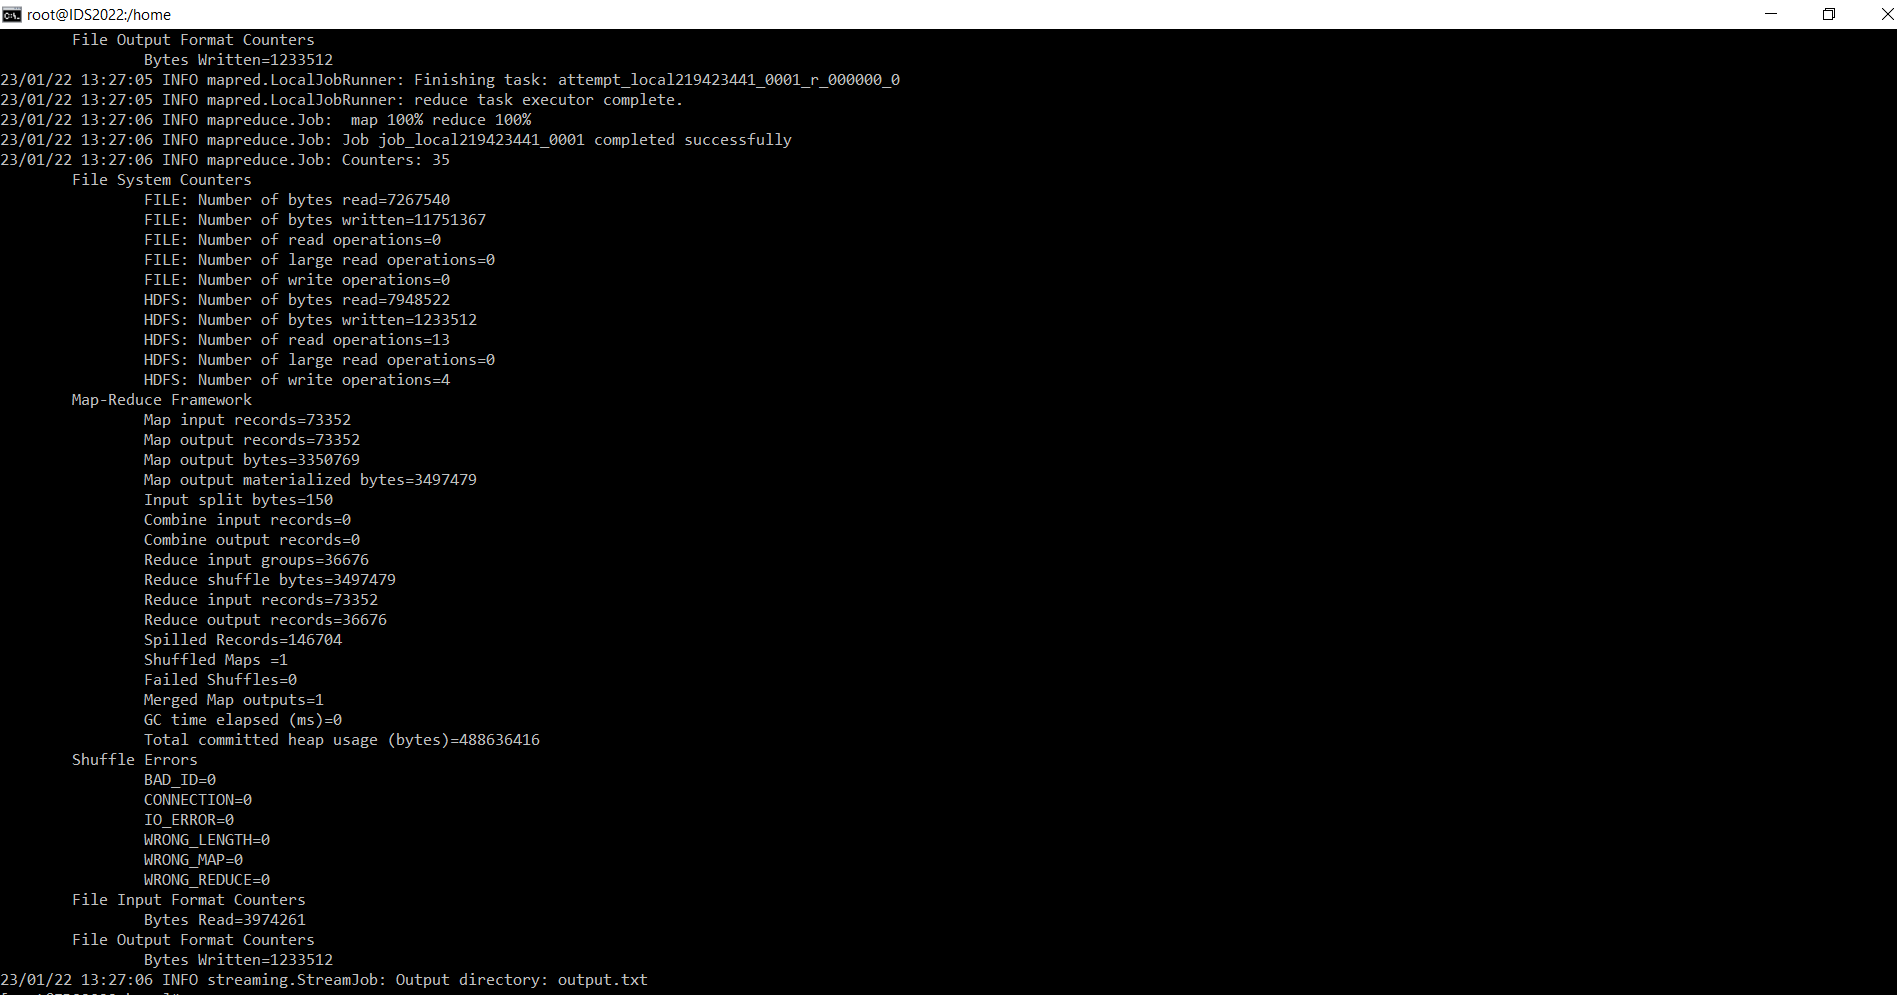 root@IDS2022:/home
File Output Format Counters
Bytes Written=1233512
23/01/22 13:27:05 INFO mapred.LocalJobRunner: Finishing task: attempt_local219423441_0001_r_000000_0
23/01/22 13:27:05 INFO mapred.LocalJobRunner: reduce task executor complete.
23/01/22 13:27:06 INFO mapreduce.Job:  map 100% reduce 100%
23/01/22 13:27:06 INFO mapreduce.Job: Job job_local219423441_0001 completed successfully
23/01/22 13:27:06 INFO mapreduce.Job: Counters: 35
File System Counters
FILE: Number of bytes read=7267540
FILE: Number of bytes written=11751367
FILE: Number of read operations=0
FILE: Number of large read operations=0
FILE: Number of write operations=0
HDFS: Number of bytes read=7948522
HDFS: Number of bytes written=1233512
HDFS: Number of read operations=13
HDFS: Number of large read operations=0
HDFS: Number of write operations=4
Map-Reduce Framework
Map input records=73352
Map output records=73352
Map output bytes=3350769
Map output materialized bytes=3497479
Input split bytes=150
Combine input records=0
Combine output records=0
Reduce input groups=36676
Reduce shuffle bytes=3497479
Reduce input records=73352
Reduce output records=36676
Spilled Records=146704
Shuffled Maps =1
Failed Shuffles=0
Merged Map outputs=1
GC time elapsed (ms)=0
Total committed heap usage (bytes)=488636416
Shuffle Errors
BAD_ID=0
CONNECTION=0
IO_ERROR=0
WRONG_LENGTH=0
WRONG_MAP=0
WRONG_REDUCE=0
File Input Format Counters
Bytes Read=3974261
File Output Format Counters
Bytes Written=1233512
23/01/22 13:27:06 INFO streaming.StreamJob: Output directory: output.txt